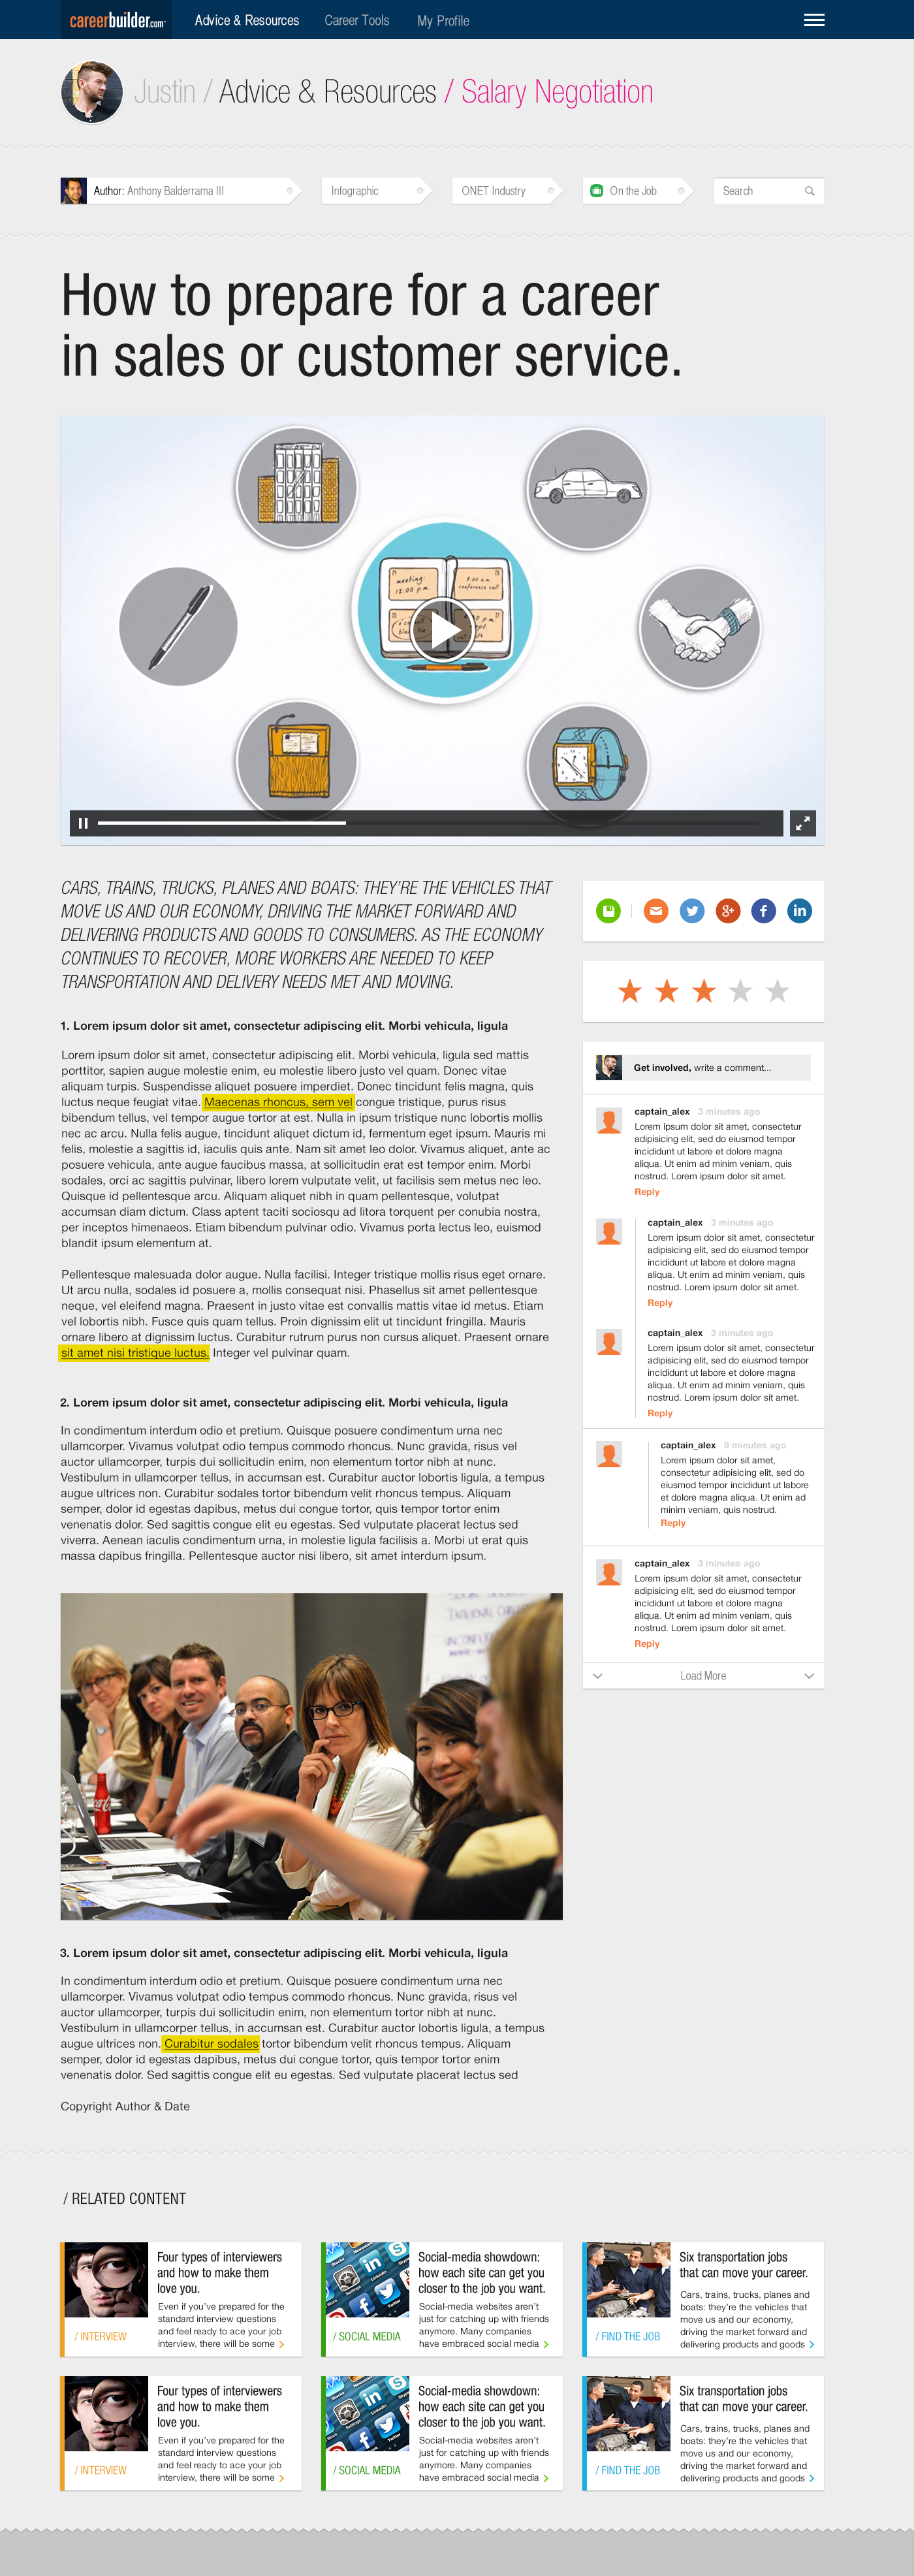 careerbuilder.com Advice & Resources Career Tools My Profile
Justin / Advice & Resources / Salary Negotiation
Author: Anthony Balderrama III Infographic ONET Industry On the Job Search
How to prepare for a career
in sales or customer service.
meeting
12:00 p.m.
8:00 a.m.
conference call
CARS, TRAINS, TRUCKS, PLANES AND BOATS: THEY'RE THE VEHICLES THAT
MOVE US AND OUR ECONOMY, DRIVING THE MARKET FORWARD AND
DELIVERING PRODUCTS AND GOODS TO CONSUMERS. AS THE ECONOMY
CONTINUES TO RECOVER, MORE WORKERS ARE NEEDED TO KEEP
TRANSPORTATION AND DELIVERY NEEDS MET AND MOVING.
1. Lorem ipsum dolor sit amet, consectetur adipiscing elit. Morbi vehicula, ligula
Lorem ipsum dolor sit amet, consectetur adipiscing elit. Morbi vehicula, ligula sed mattis
porttitor, sapien augue molestie enim, eu molestie libero justo vel quam. Donec vitae
aliquam turpis. Suspendisse aliquet posuere imperdiet. Donec tincidunt felis magna, quis
luctus neque feugiat vitae. Maecenas rhoncus, sem vel congue tristique, purus risus
bibendum tellus, vel tempor augue tortor at est. Nulla in ipsum tristique nunc lobortis mollis
nec ac arcu. Nulla felis augue, tincidunt aliquet dictum id, fermentum eget ipsum. Mauris mi
felis, molestie a sagittis id, iaculis quis ante. Nam sit amet leo dolor. Vivamus aliquet, ante ac
posuere vehicula, ante augue faucibus massa, at sollicitudin erat est tempor enim. Morbi
sodales, orci ac sagittis pulvinar, libero lorem vulputate velit, ut facilisis sem metus nec leo.
Quisque id pellentesque arcu. Aliquam aliquet nibh in quam pellentesque, volutpat
accumsan diam dictum. Class aptent taciti sociosqu ad litora torquent per conubia nostra,
per inceptos himenaeos. Etiam bibendum pulvinar odio. Vivamus porta lectus leo, euismod
blandit ipsum elementum at.
Pellentesque malesuada dolor augue. Nulla facilisi. Integer tristique mollis risus eget ornare.
Ut arcu nulla, sodales id posuere a, mollis consequat nisi. Phasellus sit amet pellentesque
neque, vel eleifend magna. Praesent in justo vitae est convallis mattis vitae id metus. Etiam
vel lobortis nibh. Fusce quis quam tellus. Proin dignissim elit ut tincidunt fringilla. Mauris
ornare libero at dignissim luctus. Curabitur rutrum purus non cursus aliquet. Praesent ornare
sit amet nisi tristique luctus. Integer vel pulvinar quam.
2. Lorem ipsum dolor sit amet, consectetur adipiscing elit. Morbi vehicula, ligula
In condimentum interdum odio et pretium. Quisque posuere condimentum urna nec
ullamcorper. Vivamus volutpat odio tempus commodo rhoncus. Nunc gravida, risus vel
auctor ullamcorper, turpis dui sollicitudin enim, non elementum tortor nibh at nunc.
Vestibulum in ullamcorper tellus, in accumsan est. Curabitur auctor lobortis ligula, a tempus
augue ultrices non. Curabitur sodales tortor bibendum velit rhoncus tempus. Aliquam
semper, dolor id egestas dapibus, metus dui congue tortor, quis tempor tortor enim
venenatis dolor. Sed sagittis congue elit eu egestas. Sed vulputate placerat lectus sed
viverra. Aenean iaculis condimentum urna, in molestie ligula facilisis a. Morbi ut erat quis
massa dapibus fringilla. Pellentesque auctor nisi libero, sit amet interdum ipsum.
3. Lorem ipsum dolor sit amet, consectetur adipiscing elit. Morbi vehicula, ligula
In condimentum interdum odio et pretium. Quisque posuere condimentum urna nec
ullamcorper. Vivamus volutpat odio tempus commodo rhoncus. Nunc gravida, risus vel
auctor ullamcorper, turpis dui sollicitudin enim, non elementum tortor nibh at nunc.
Vestibulum in ullamcorper tellus, in accumsan est. Curabitur auctor lobortis ligula, a tempus
augue ultrices non. Curabitur sodales tortor bibendum velit rhoncus tempus. Aliquam
semper, dolor id egestas dapibus, metus dui congue tortor, quis tempor tortor enim
venenatis dolor. Sed sagittis congue elit eu egestas. Sed vulputate placerat lectus sed
Copyright Author & Date
Get involved, write a comment...
captain_alex 3 minutes ago
Lorem ipsum dolor sit amet, consectetur
adipisicing elit, sed do eiusmod tempor
incididunt ut labore et dolore magna
aliqua. Ut enim ad minim veniam, quis
nostrud. Lorem ipsum dolor sit amet.
Reply
captain_alex 3 minutes ago
Lorem ipsum dolor sit amet, consectetur
adipisicing elit, sed do eiusmod tempor
incididunt ut labore et dolore magna
aliqua. Ut enim ad minim veniam, quis
nostrud. Lorem ipsum dolor sit amet.
Reply
captain_alex 3 minutes ago
Lorem ipsum dolor sit amet, consectetur
adipisicing elit, sed do eiusmod tempor
incididunt ut labore et dolore magna
aliqua. Ut enim ad minim veniam, quis
nostrud. Lorem ipsum dolor sit amet.
Reply
captain_alex 9 minutes ago
Lorem ipsum dolor sit amet,
consectetur adipisicing elit, sed do
eiusmod tempor incididunt ut labore
et dolore magna aliqua. Ut enim ad
minim veniam, quis nostrud.
Reply
captain_alex 3 minutes ago
Lorem ipsum dolor sit amet, consectetur
adipisicing elit, sed do eiusmod tempor
incididunt ut labore et dolore magna
aliqua. Ut enim ad minim veniam, quis
nostrud. Lorem ipsum dolor sit amet.
Reply
Load More
/ RELATED CONTENT
Four types of interviewers
and how to make them
love you.
Even if you've prepared for the
standard interview questions
and feel ready to ace your job
interview, there will be some
/ INTERVIEW
Social-media showdown:
how each site can get you
closer to the job you want.
Social-media websites aren't
just for catching up with friends
anymore. Many companies
have embraced social media
/ SOCIAL MEDIA
Six transportation jobs
that can move your career.
Cars, trains, trucks, planes and
boats: they're the vehicles that
move us and our economy,
driving the market forward and
delivering products and goods
/ FIND THE JOB
Four types of interviewers
and how to make them
love you.
Even if you've prepared for the
standard interview questions
and feel ready to ace your job
interview, there will be some
/ INTERVIEW
Social-media showdown:
how each site can get you
closer to the job you want.
Social-media websites aren't
just for catching up with friends
anymore. Many companies
have embraced social media
/ SOCIAL MEDIA
Six transportation jobs
that can move your career.
Cars, trains, trucks, planes and
boats: they're the vehicles that
move us and our economy,
driving the market forward and
delivering products and goods
/ FIND THE JOB